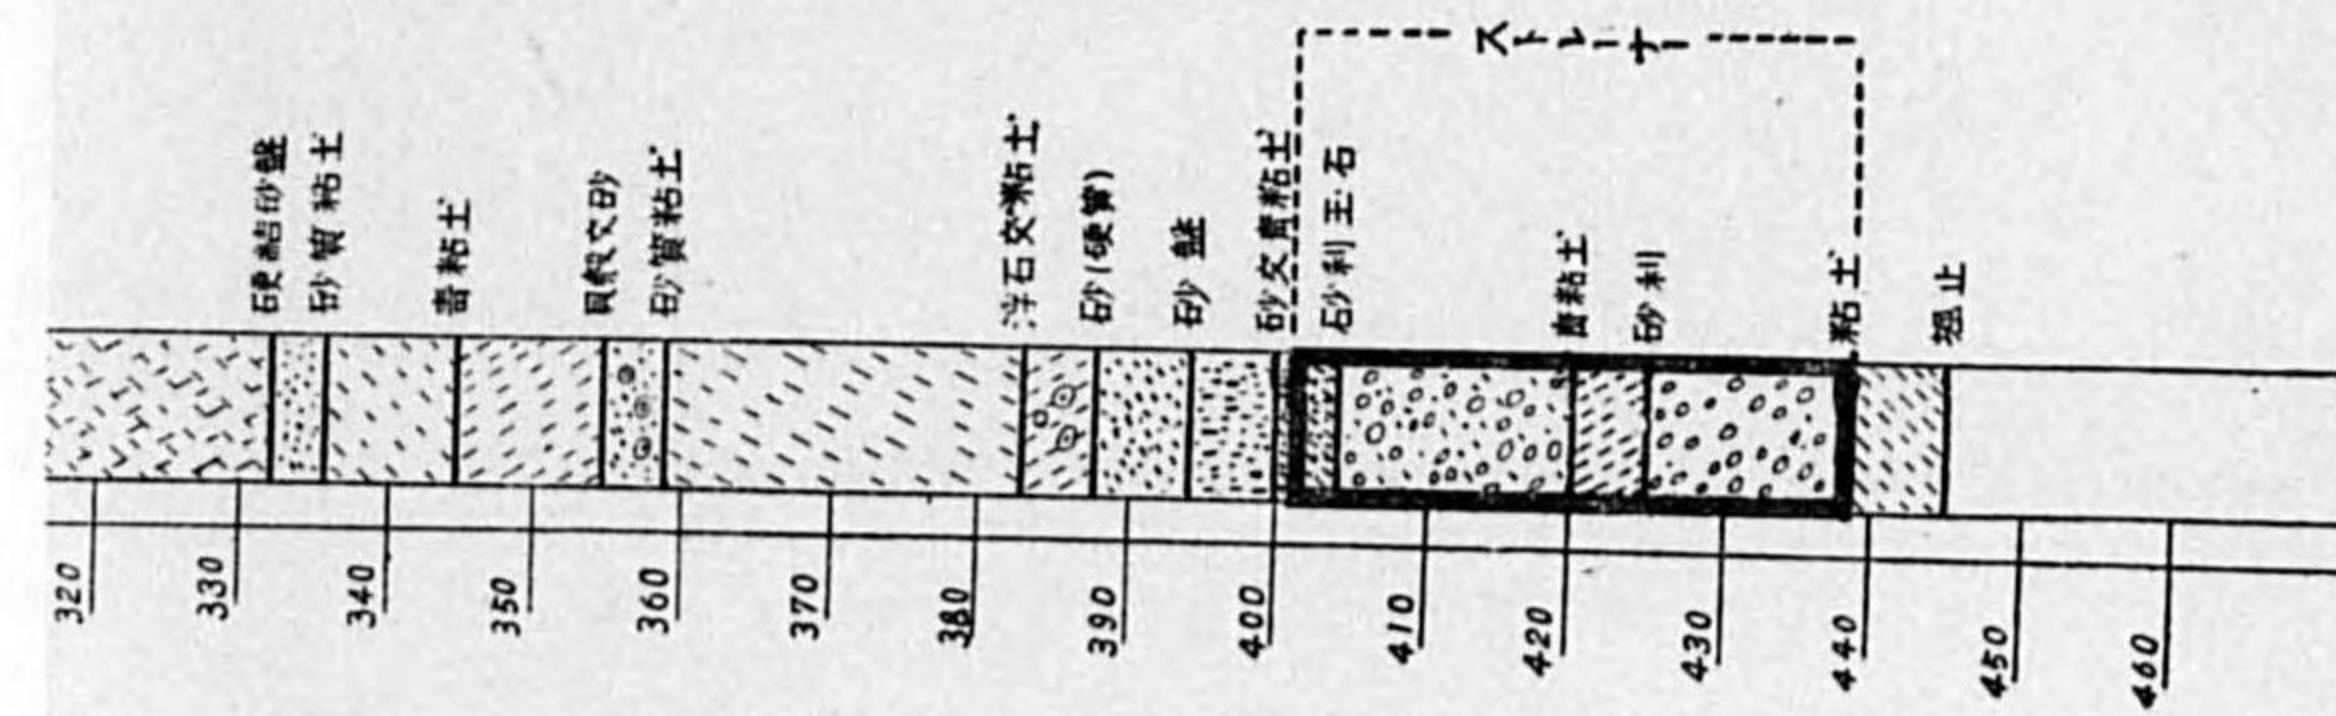 ストレーナー
硬粘砂盤
砂質粘土
青粘土
貝殻交砂
砂質粘土
浮石交粘土
砂(硬質)
砂盤
砂交青粘土
砂利玉石
青粘土
砂利
粘土
掘止
320
330
340
350
360
370
380
390
400
410
420
430
440
450
460